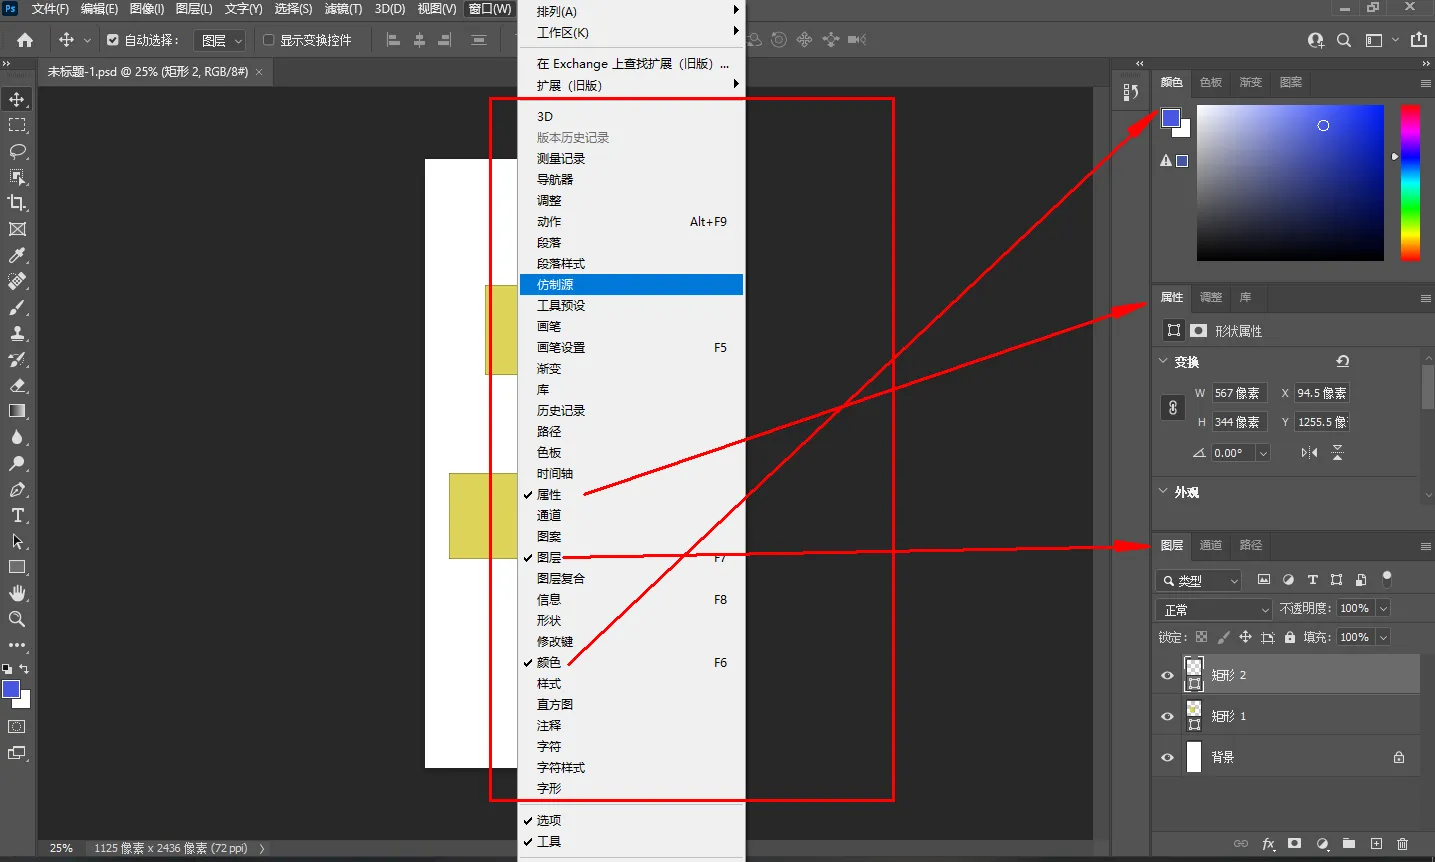 Ps 文件(F) 编辑(E) 图像(I) 图层(L) 文字(Y) 选择(S) 滤镜(T) 3D(D) 视图(V) 窗口(W)
自动选择： 图层 显示变换控件
未标题-1.psd @ 25% (矩形 2, RGB/8#) ×
排列(A)
工作区(K)
在 Exchange 上查找扩展（旧版）...
扩展（旧版）
3D
版本历史记录
测量记录
导航器
调整
动作 Alt+F9
段落
段落样式
仿制源
工具预设
画笔
画笔设置 F5
渐变
库
历史记录
路径
色板
时间轴
属性
通道
图案
图层 F7
图层复合
信息 F8
形状
修改键
颜色 F6
样式
直方图
注释
字符
字符样式
字形
选项
工具
颜色 色板 渐变 图案
属性 调整 库
形状属性
变换
W 567 像素 X 94.5 像素
H 344 像素 Y 1255.5 像
0.00°
外观
图层 通道 路径
类型
正常 不透明度: 100%
锁定: 填充: 100%
矩形 2
矩形 1
背景
fx
25% 1125 像素 x 2436 像素 (72 ppi)